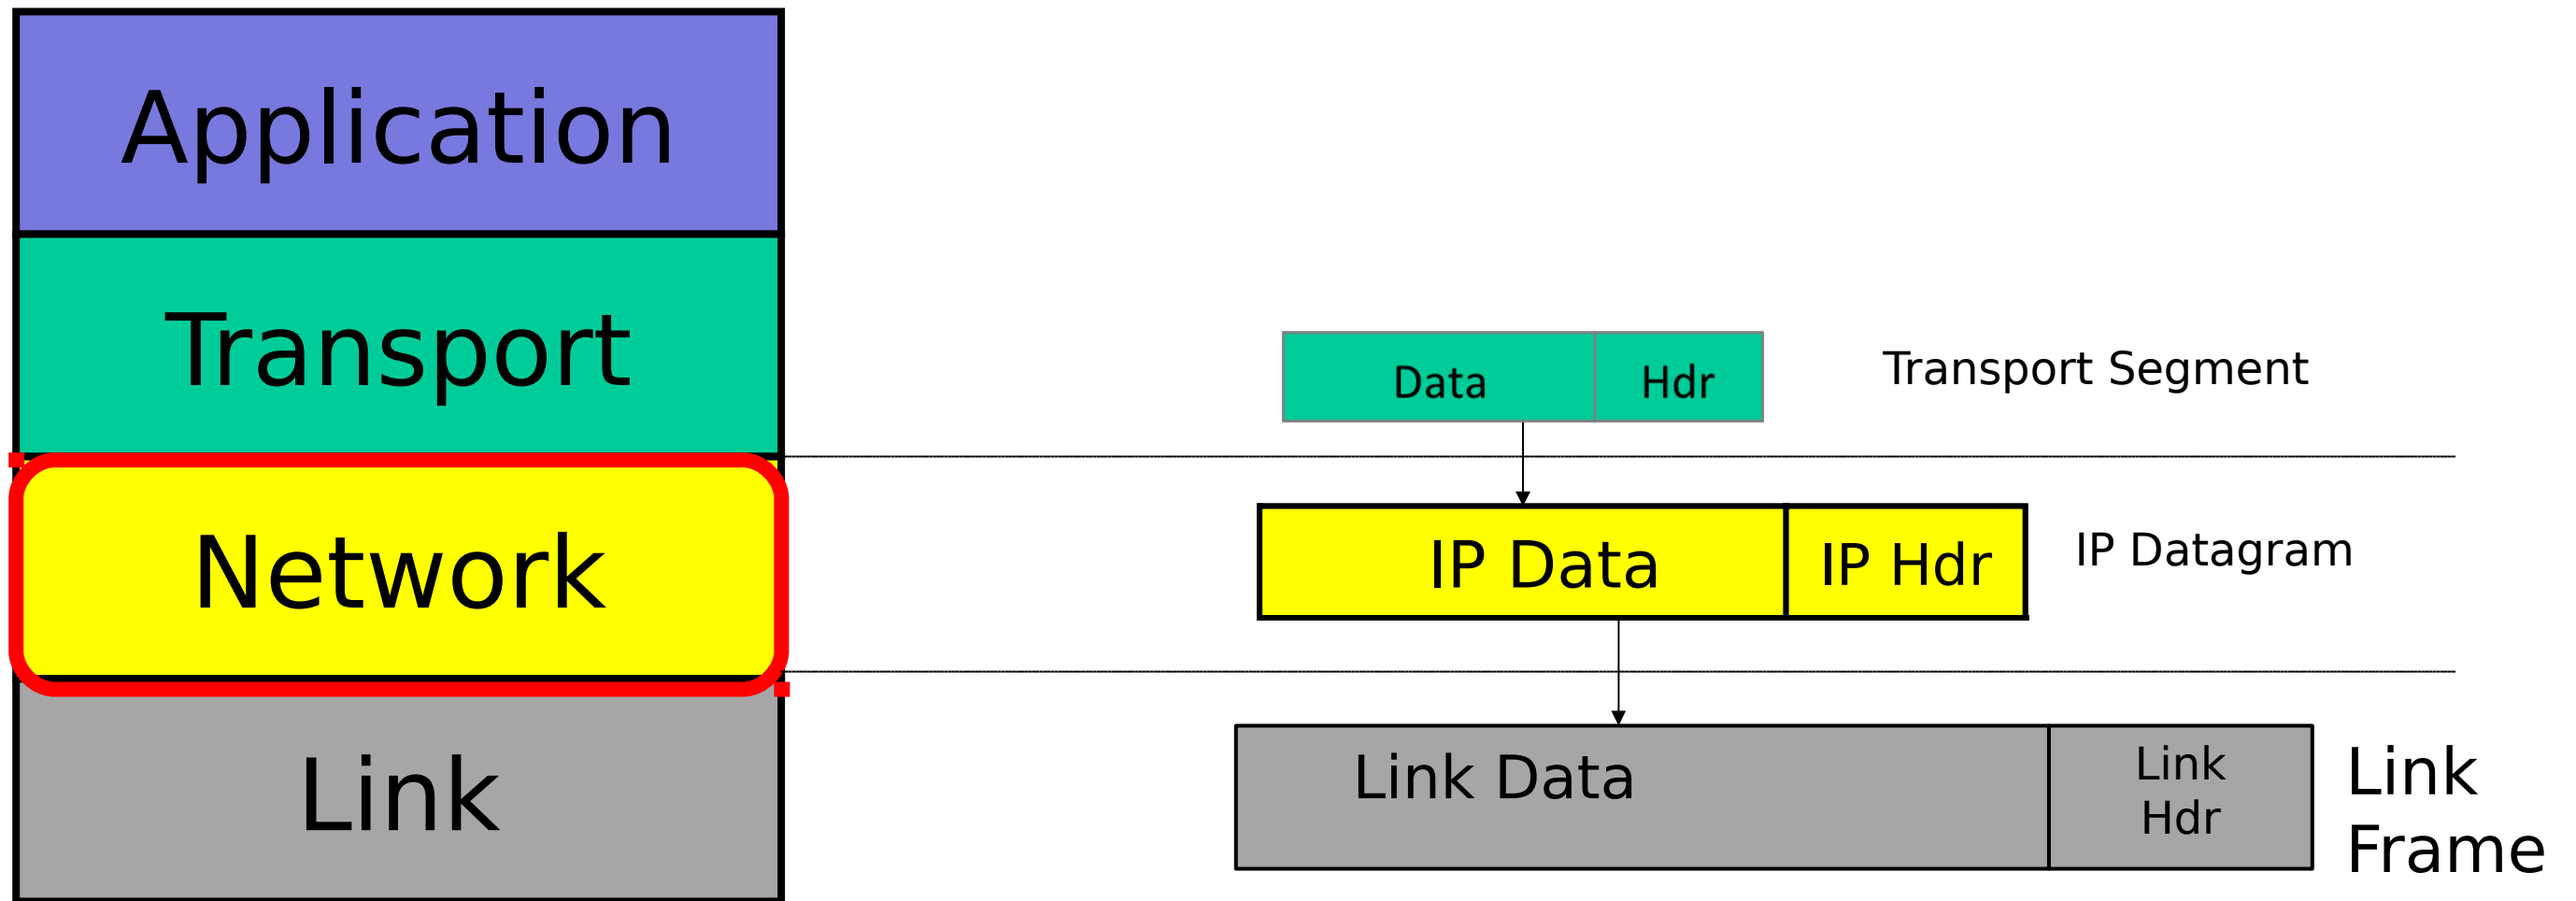 Application
Transport
Data
Hdr
Transport Segment
Network
IP Data
IP Hdr
IP Datagram
Link
Link Data
Link
Hdr
Link
Frame